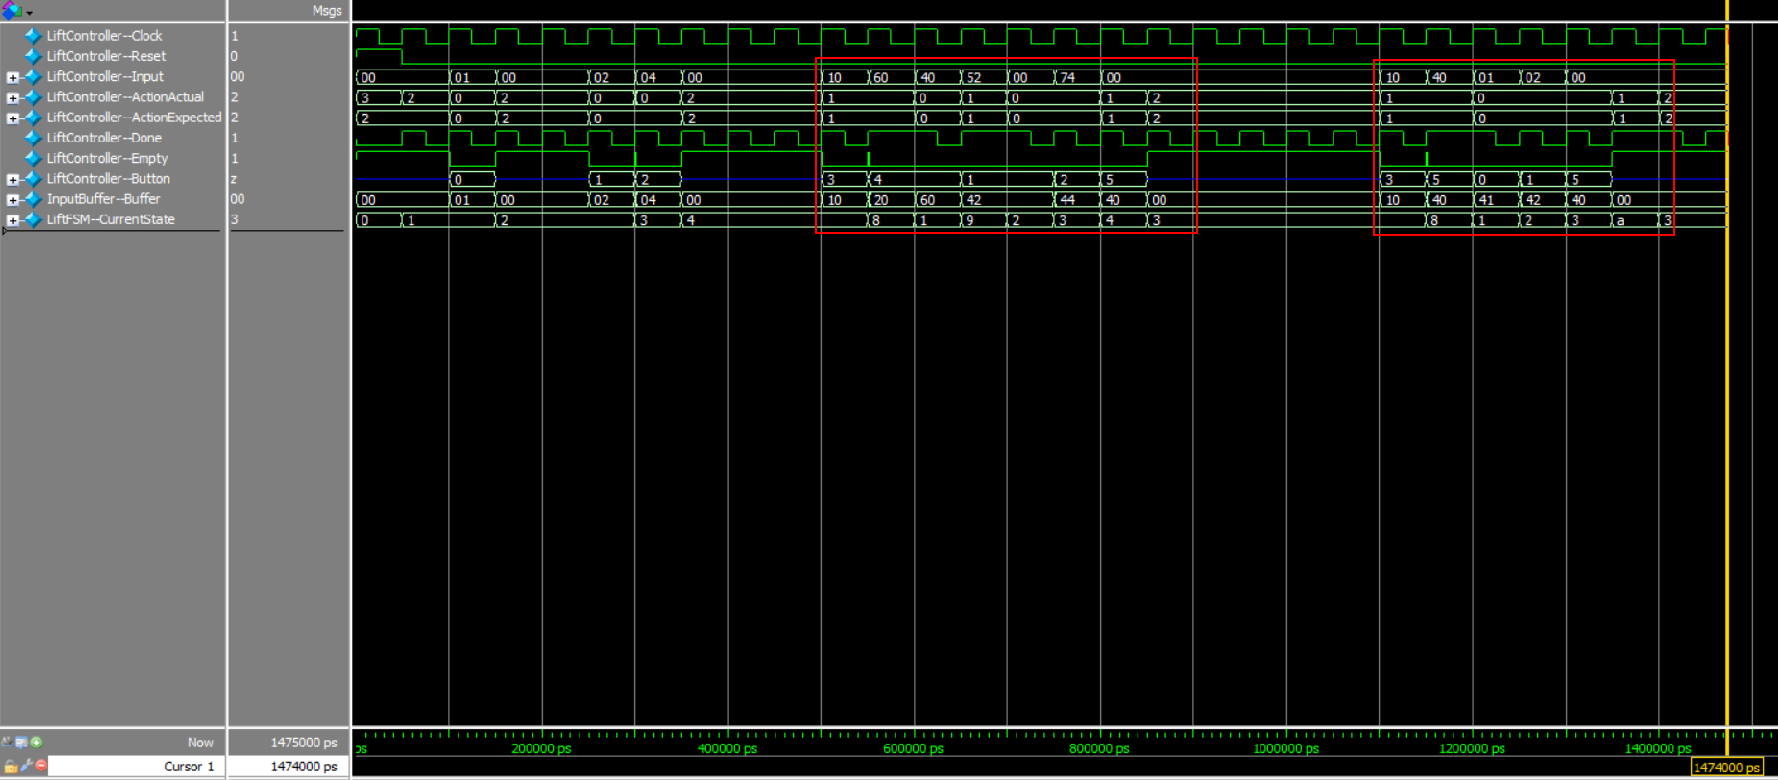 Msgs
LiftController--Clock 1
LiftController--Reset 0
LiftController--Input 00 00 01 00 02 04 00 10 60 40 52 00 74 00 10 40 01 02 00
LiftController--ActionActual 2 3 2 0 2 0 0 2 1 0 1 0 1 2 1 0 1 2
LiftController--ActionExpected 2 2 0 2 0 2 1 0 1 0 1 2 1 0 1 2
LiftController--Done 1
LiftController--Empty 1
LiftController--Button z 0 1 2 3 4 1 2 5 3 5 0 1 5
InputBuffer--Buffer 00 00 01 00 02 04 00 10 20 60 42 44 40 00 10 40 41 42 40 00
LiftFSM--CurrentState 3 0 1 2 3 4 8 1 9 2 3 4 3 8 1 2 3 a 3
Now 1475000 ps ps 200000 ps 400000 ps 600000 ps 800000 ps 1000000 ps 1200000 ps 1400000 ps
Cursor 1 1474000 ps 1474000 ps